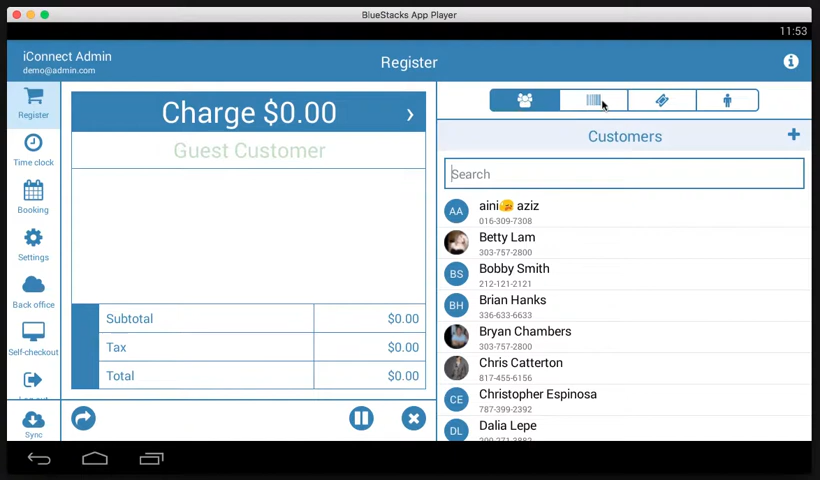 BlueStacks App Player
11:53
iConnect Admin
demo@admin.com
Register
Register
Time clock
Booking
Settings
Back office
Self-checkout
Sync
Charge $0.00
Guest Customer
Subtotal $0.00
Tax $0.00
Total $0.00
Customers
Search
AA aini🤗 aziz
016-309-7308
Betty Lam
303-757-2800
BS Bobby Smith
212-121-2121
BH Brian Hanks
336-633-6633
Bryan Chambers
303-757-2800
Chris Catterton
817-455-6156
CE Christopher Espinosa
787-399-2392
DL Dalia Lepe